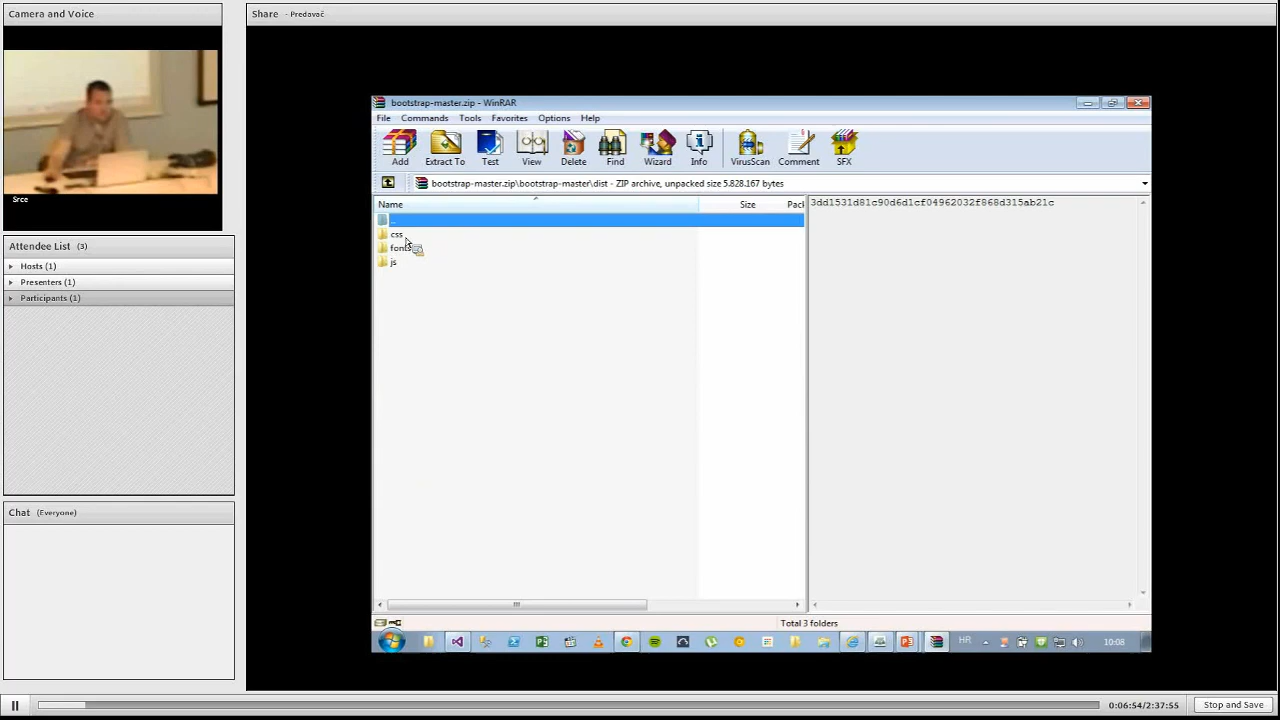 Camera and Voice
Srce
Attendee List (3)
Hosts (1)
Presenters (1)
Participants (1)
Chat (Everyone)
Share - Predavač
bootstrap-master.zip - WinRAR
File Commands Tools Favorites Options Help
Add Extract To Test View Delete Find Wizard Info VirusScan Comment SFX
bootstrap-master.zip\bootstrap-master\dist - ZIP archive, unpacked size 5.828.167 bytes
Name Size Pack
..
css
fonts
js
3dd1531d81c90d6d1cf04962032f868d315ab21c
Total 3 folders
HR 10:08
0:06:54/2:37:55 Stop and Save